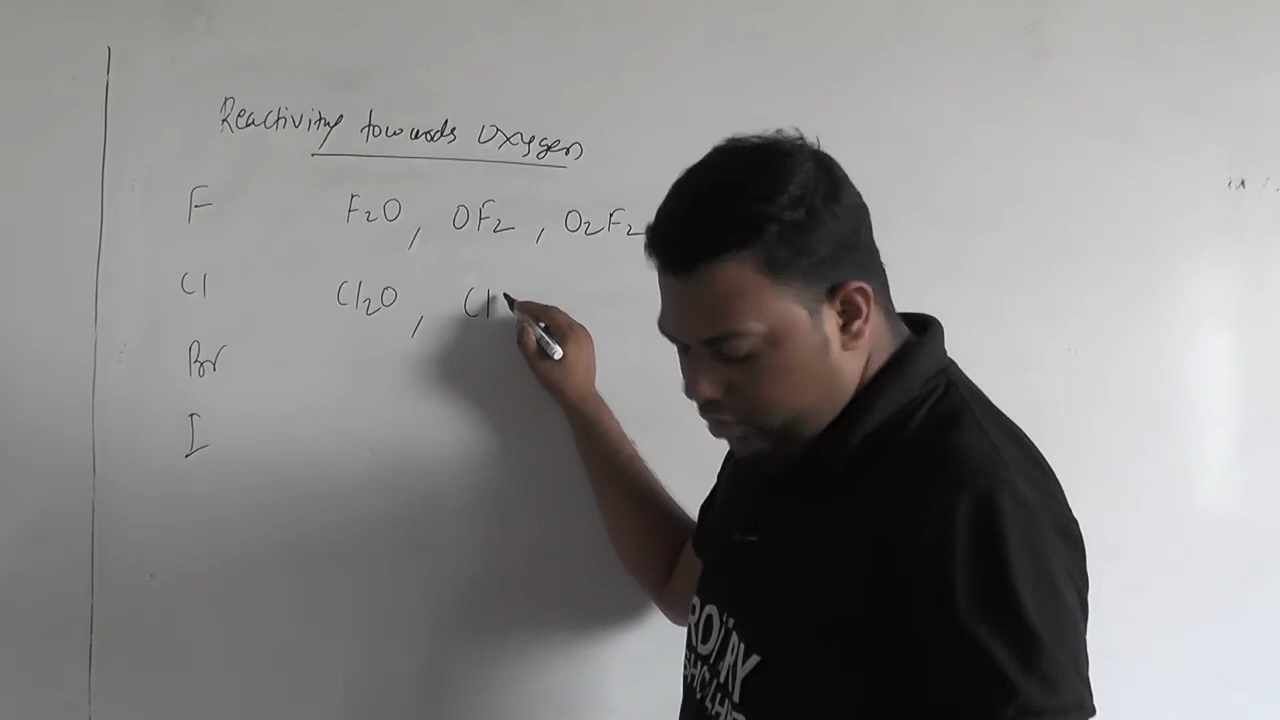 Reactivity towards oxygen
F F₂O, OF₂, O₂F₂
Cl Cl₂O, Cl
Br
I